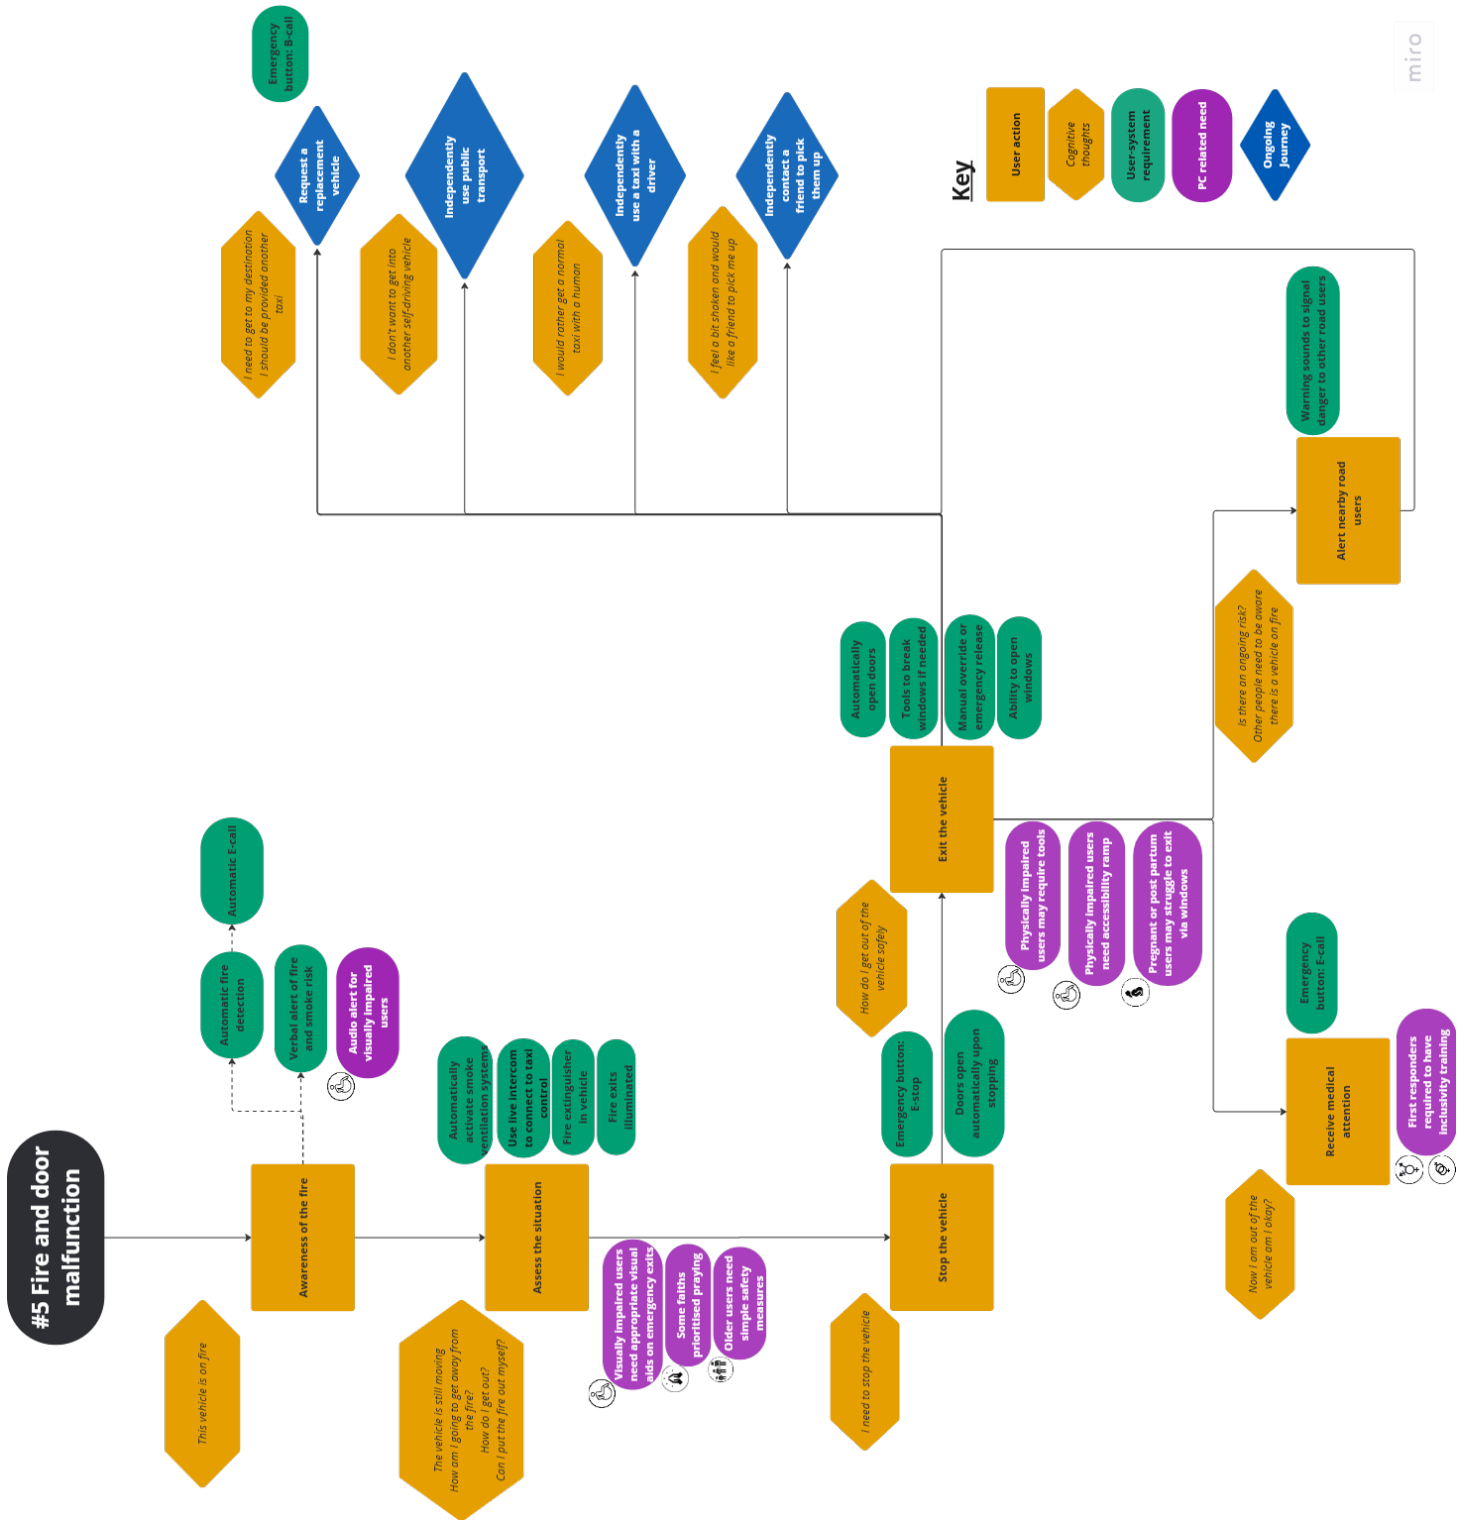 #5 Fire and door
malfunction
This vehicle is on fire
Awareness of the fire
Automatic fire
detection
Automatic E-call
Verbal alert of fire
and smoke risk
Audio alert for
visually impaired
users
The vehicle is still moving
How am I going to get away from
the fire?
How do I get out?
Can I put the fire out myself?
Assess the situation
Automatically
activate smoke
ventilation systems
Use live intercom
to connect to taxi
control
Fire extinguisher
in vehicle
Fire exits
illuminated
Visually impaired users
need appropriate visual
aids on emergency exits
Some faiths
prioritised praying
Older users need
simple safety
measures
I need to stop the vehicle
Stop the vehicle
Emergency button:
E-stop
Doors open
automatically upon
stopping
How do I get out of the
vehicle safely
Exit the vehicle
Automatically
open doors
Tools to break
windows if needed
Manual override or
emergency release
Ability to open
windows
Physically impaired
users may require tools
Physically impaired users
need accessibility ramp
Pregnant or post partum
users may struggle to exit
via windows
Now I am out of the
vehicle am I okay?
Receive medical
attention
Emergency
button: E-call
First responders
required to have
inclusivity training
Is there an ongoing risk?
Other people need to be aware
there is a vehicle on fire
Alert nearby road
users
Warning sounds to signal
danger to other road users
I need to get to my destination
I should be provided another
taxi
Request a
replacement
vehicle
Emergency
button: B-call
I don't want to get into
another self-driving vehicle
Independently
use public
transport
I would rather get a normal
taxi with a human
Independently
use a taxi with a
driver
I feel a bit shaken and would
like a friend to pick me up
Independently
contact a
friend to pick
them up
Key
User action
Cognitive
thoughts
User-system
requirement
PC related need
Ongoing
Journey
miro